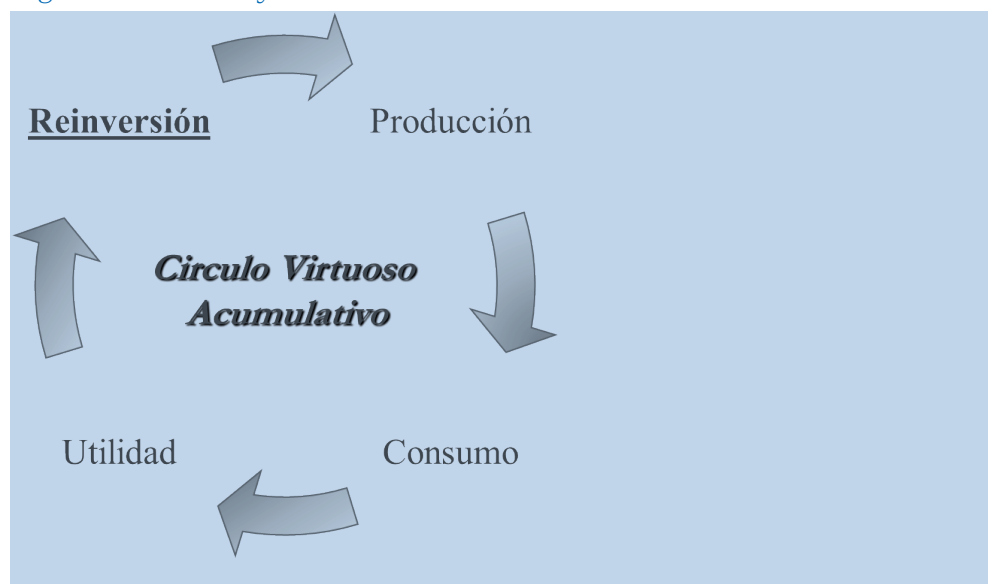 Reinversión
Producción
Circulo Virtuoso
Acumulativo
Utilidad
Consumo